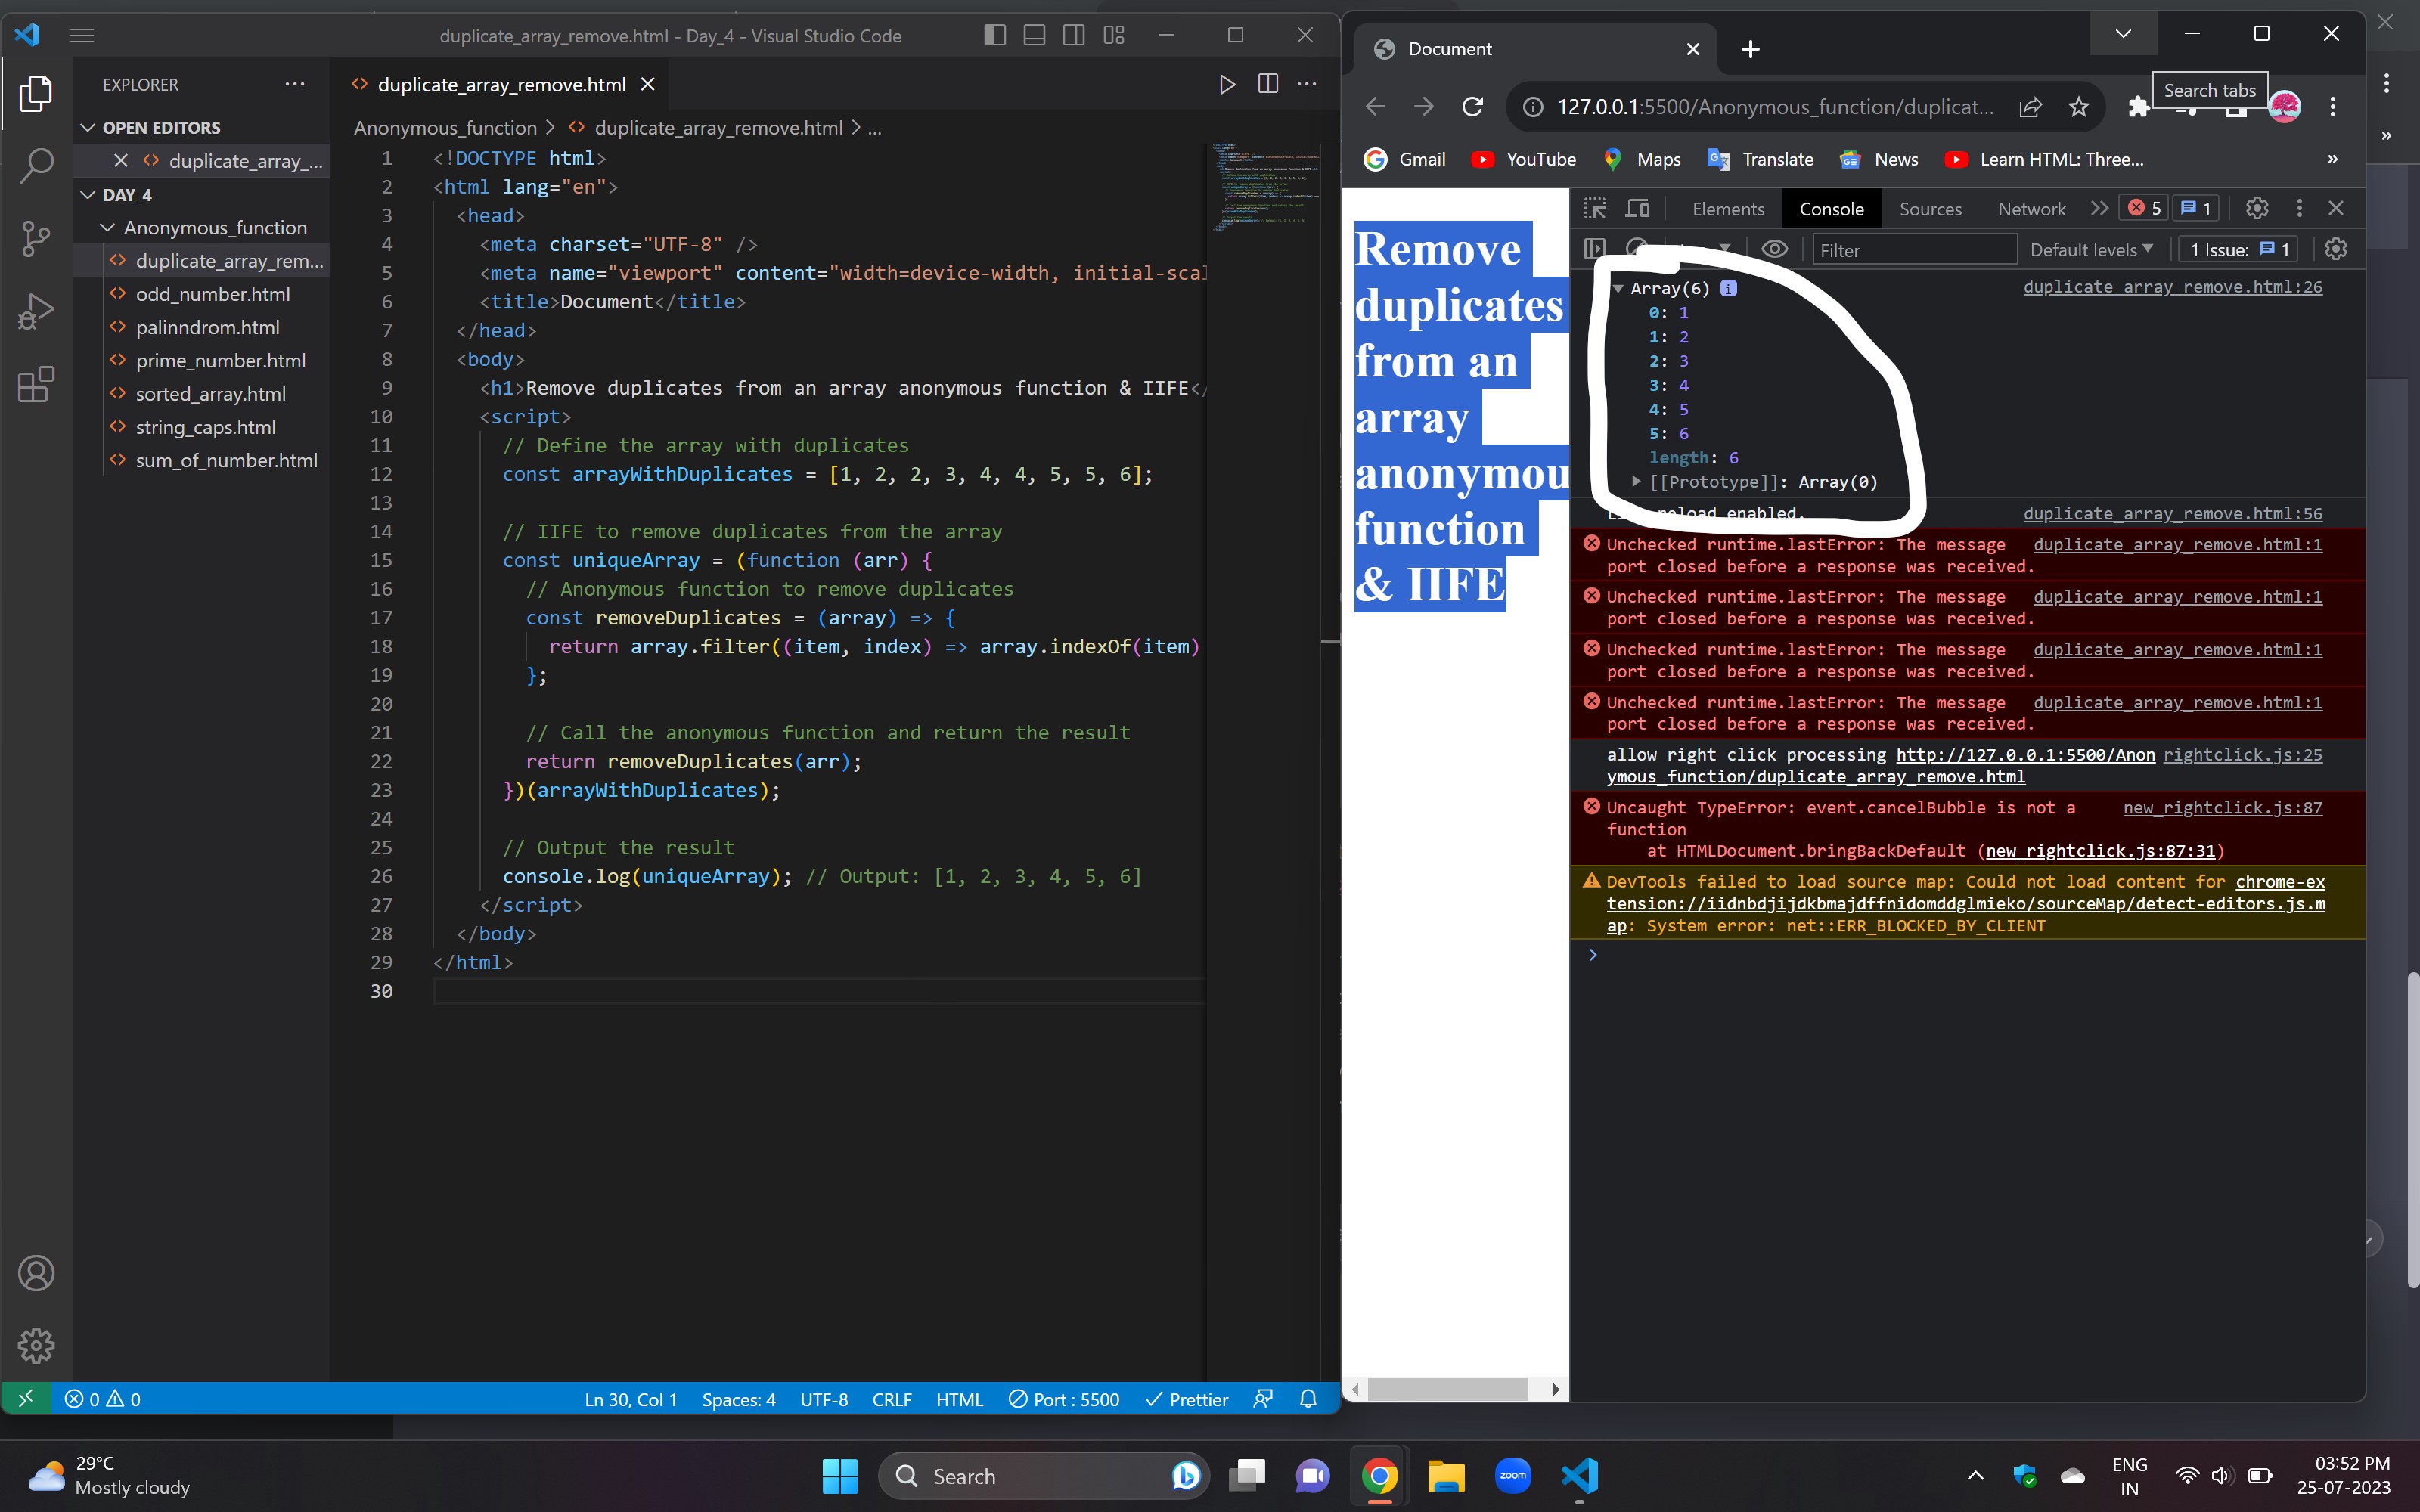 duplicate_array_remove.html - Day_4 - Visual Studio Code
EXPLORER
OPEN EDITORS
duplicate_array_...
DAY_4
Anonymous_function
duplicate_array_rem...
odd_number.html
palinndrom.html
prime_number.html
sorted_array.html
string_caps.html
sum_of_number.html
duplicate_array_remove.html
Anonymous_function > duplicate_array_remove.html > ...
1 <!DOCTYPE html>
2 <html lang="en">
3 <head>
4 <meta charset="UTF-8" />
5 <meta name="viewport" content="width=device-width, initial-scal
6 <title>Document</title>
7 </head>
8 <body>
9 <h1>Remove duplicates from an array anonymous function & IIFE</
10 <script>
11 // Define the array with duplicates
12 const arrayWithDuplicates = [1, 2, 2, 3, 4, 4, 5, 5, 6];
13
14 // IIFE to remove duplicates from the array
15 const uniqueArray = (function (arr) {
16 // Anonymous function to remove duplicates
17 const removeDuplicates = (array) => {
18 return array.filter((item, index) => array.indexOf(item)
19 };
20
21 // Call the anonymous function and return the result
22 return removeDuplicates(arr);
23 })(arrayWithDuplicates);
24
25 // Output the result
26 console.log(uniqueArray); // Output: [1, 2, 3, 4, 5, 6]
27 </script>
28 </body>
29 </html>
30
0 0 Ln 30, Col 1 Spaces: 4 UTF-8 CRLF HTML Port : 5500 Prettier
Document
Search tabs
127.0.0.1:5500/Anonymous_function/duplicat...
Gmail YouTube Maps Translate News Learn HTML: Three... »
Remove
duplicates
from an
array
anonymou
function
& IIFE
Elements Console Sources Network 5 1
Filter Default levels 1 Issue: 1
Array(6) duplicate_array_remove.html:26
0: 1
1: 2
2: 3
3: 4
4: 5
5: 6
length: 6
[[Prototype]]: Array(0)
enabled. duplicate_array_remove.html:56
Unchecked runtime.lastError: The message duplicate_array_remove.html:1
port closed before a response was received.
Unchecked runtime.lastError: The message duplicate_array_remove.html:1
port closed before a response was received.
Unchecked runtime.lastError: The message duplicate_array_remove.html:1
port closed before a response was received.
Unchecked runtime.lastError: The message duplicate_array_remove.html:1
port closed before a response was received.
allow right click processing http://127.0.0.1:5500/Anon rightclick.js:25
ymous_function/duplicate_array_remove.html
Uncaught TypeError: event.cancelBubble is not a new_rightclick.js:87
function
at HTMLDocument.bringBackDefault (new_rightclick.js:87:31)
DevTools failed to load source map: Could not load content for chrome-ex
tension://iidnbdjijdkbmajdffnidomddglmieko/sourceMap/detect-editors.js.m
ap: System error: net::ERR_BLOCKED_BY_CLIENT
29°C
Mostly cloudy
Search
zoom
ENG
IN
03:52 PM
25-07-2023